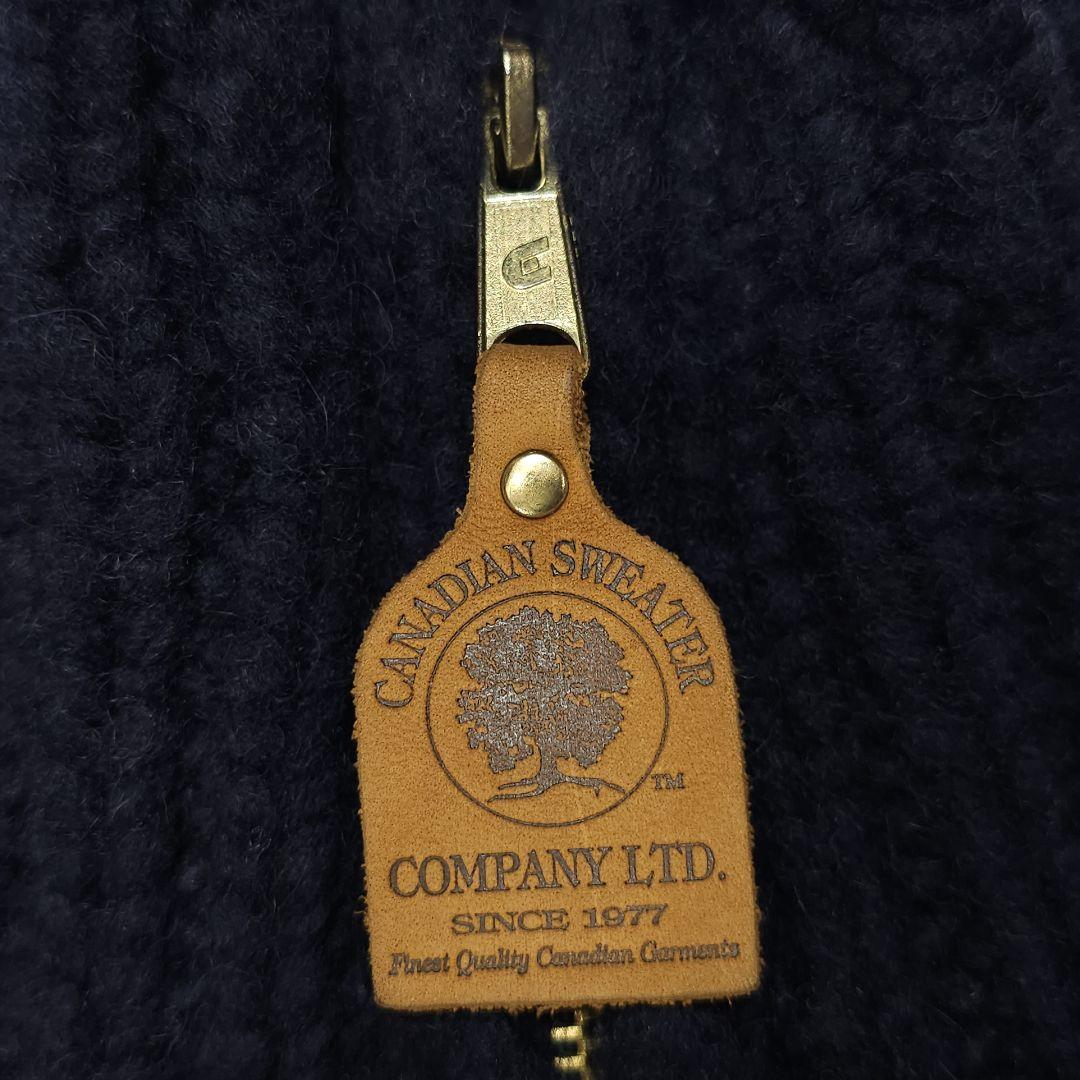 CANADIAN SWEATER
TM
COMPANY LTD.
SINCE 1977
Finest Quality Canadian Garments